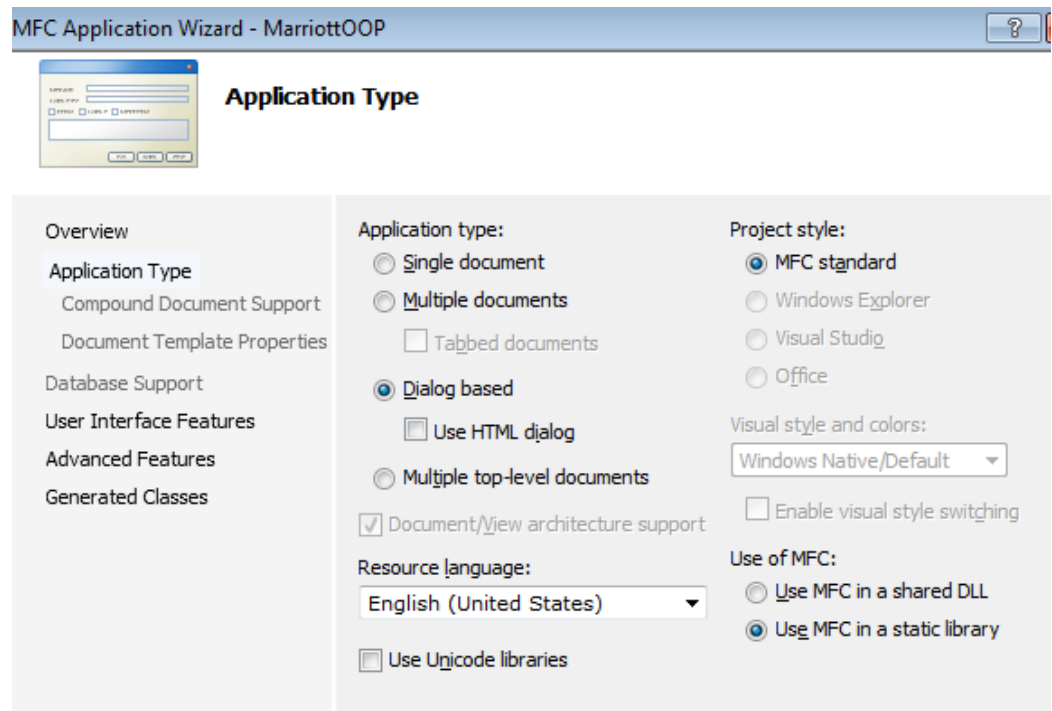 MFC Application Wizard - MarriottOOP
Application Type
Overview
Application Type
Compound Document Support
Document Template Properties
Database Support
User Interface Features
Advanced Features
Generated Classes
Application type:
Single document
Multiple documents
Tabbed documents
Dialog based
Use HTML dialog
Multiple top-level documents
Document/View architecture support
Resource language:
English (United States)
Use Unicode libraries
Project style:
MFC standard
Windows Explorer
Visual Studio
Office
Visual style and colors:
Windows Native/Default
Enable visual style switching
Use of MFC:
Use MFC in a shared DLL
Use MFC in a static library